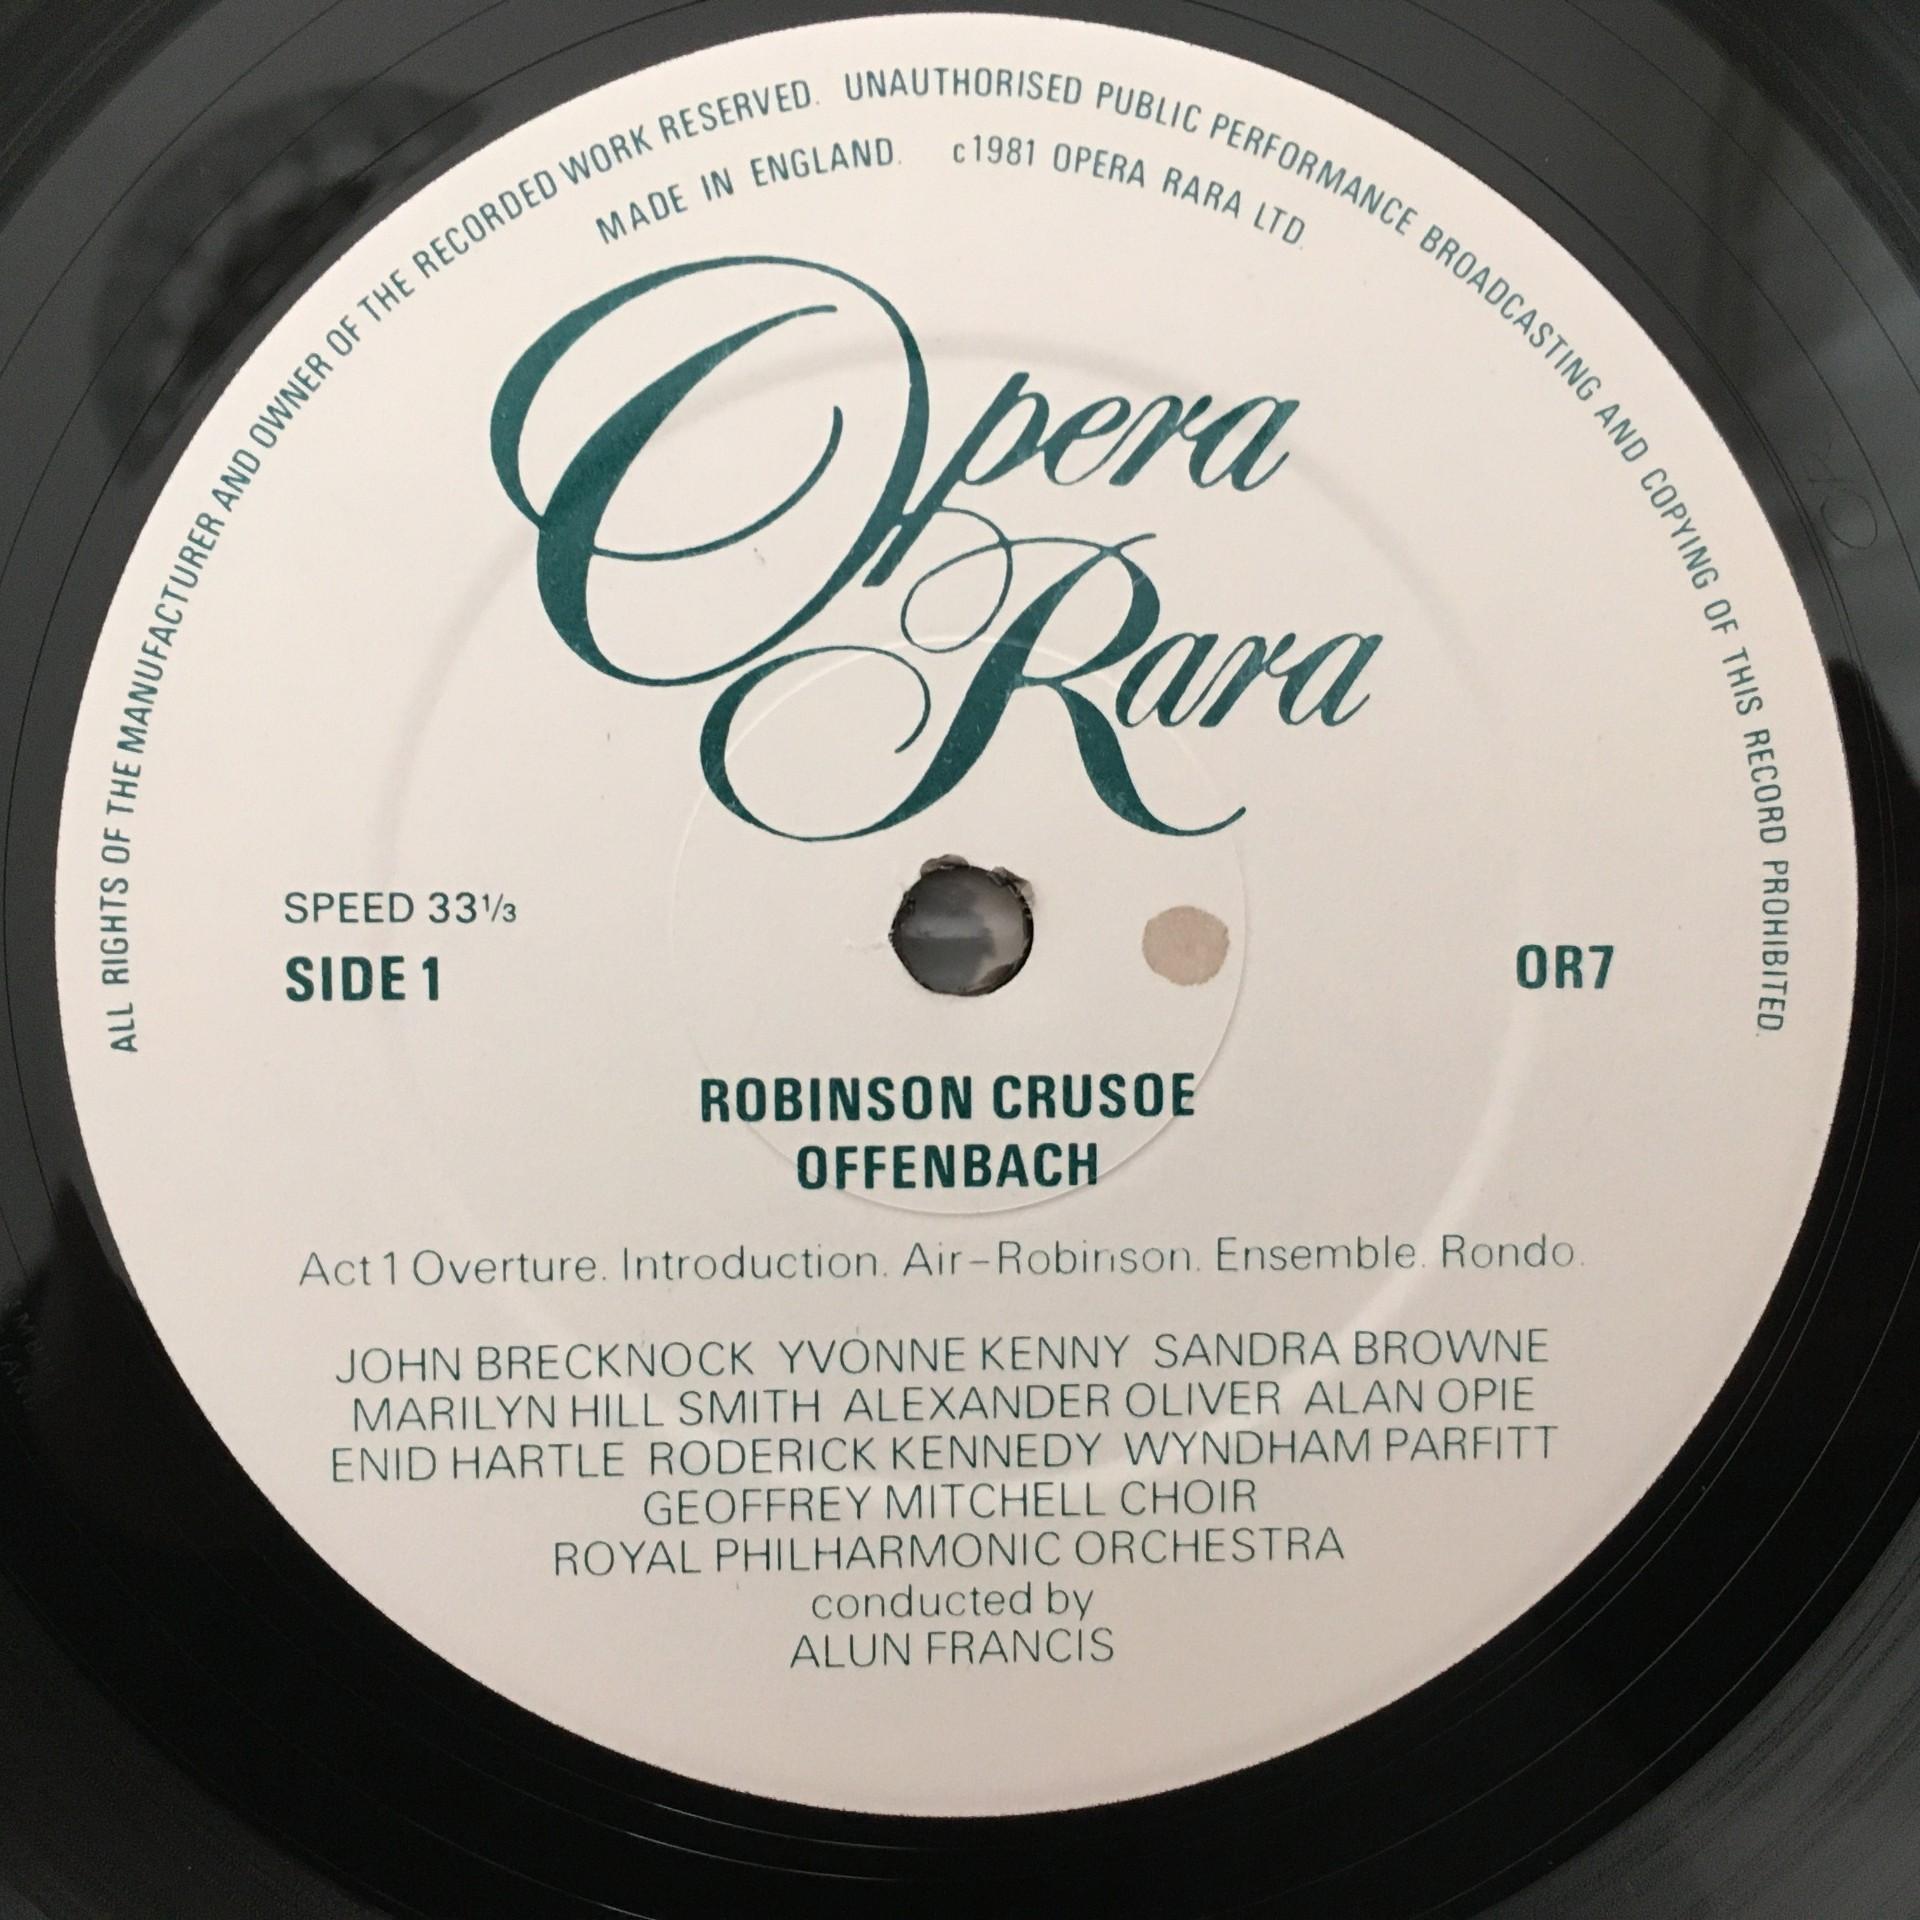 ALL RIGHTS OF THE MANUFACTURER AND OWNER OF THE RECORDED WORK RESERVED. UNAUTHORISED PUBLIC PERFORMANCE BROADCASTING AND COPYING OF THIS RECORD PROHIBITED.
MADE IN ENGLAND. c1981 OPERA RARA LTD.
Opera
Rara
SPEED 33⅓
SIDE 1
OR7
ROBINSON CRUSOE
OFFENBACH
Act 1 Overture. Introduction. Air–Robinson. Ensemble. Rondo.
JOHN BRECKNOCK YVONNE KENNY SANDRA BROWNE
MARILYN HILL SMITH ALEXANDER OLIVER ALAN OPIE
ENID HARTLE RODERICK KENNEDY WYNDHAM PARFITT
GEOFFREY MITCHELL CHOIR
ROYAL PHILHARMONIC ORCHESTRA
conducted by
ALUN FRANCIS